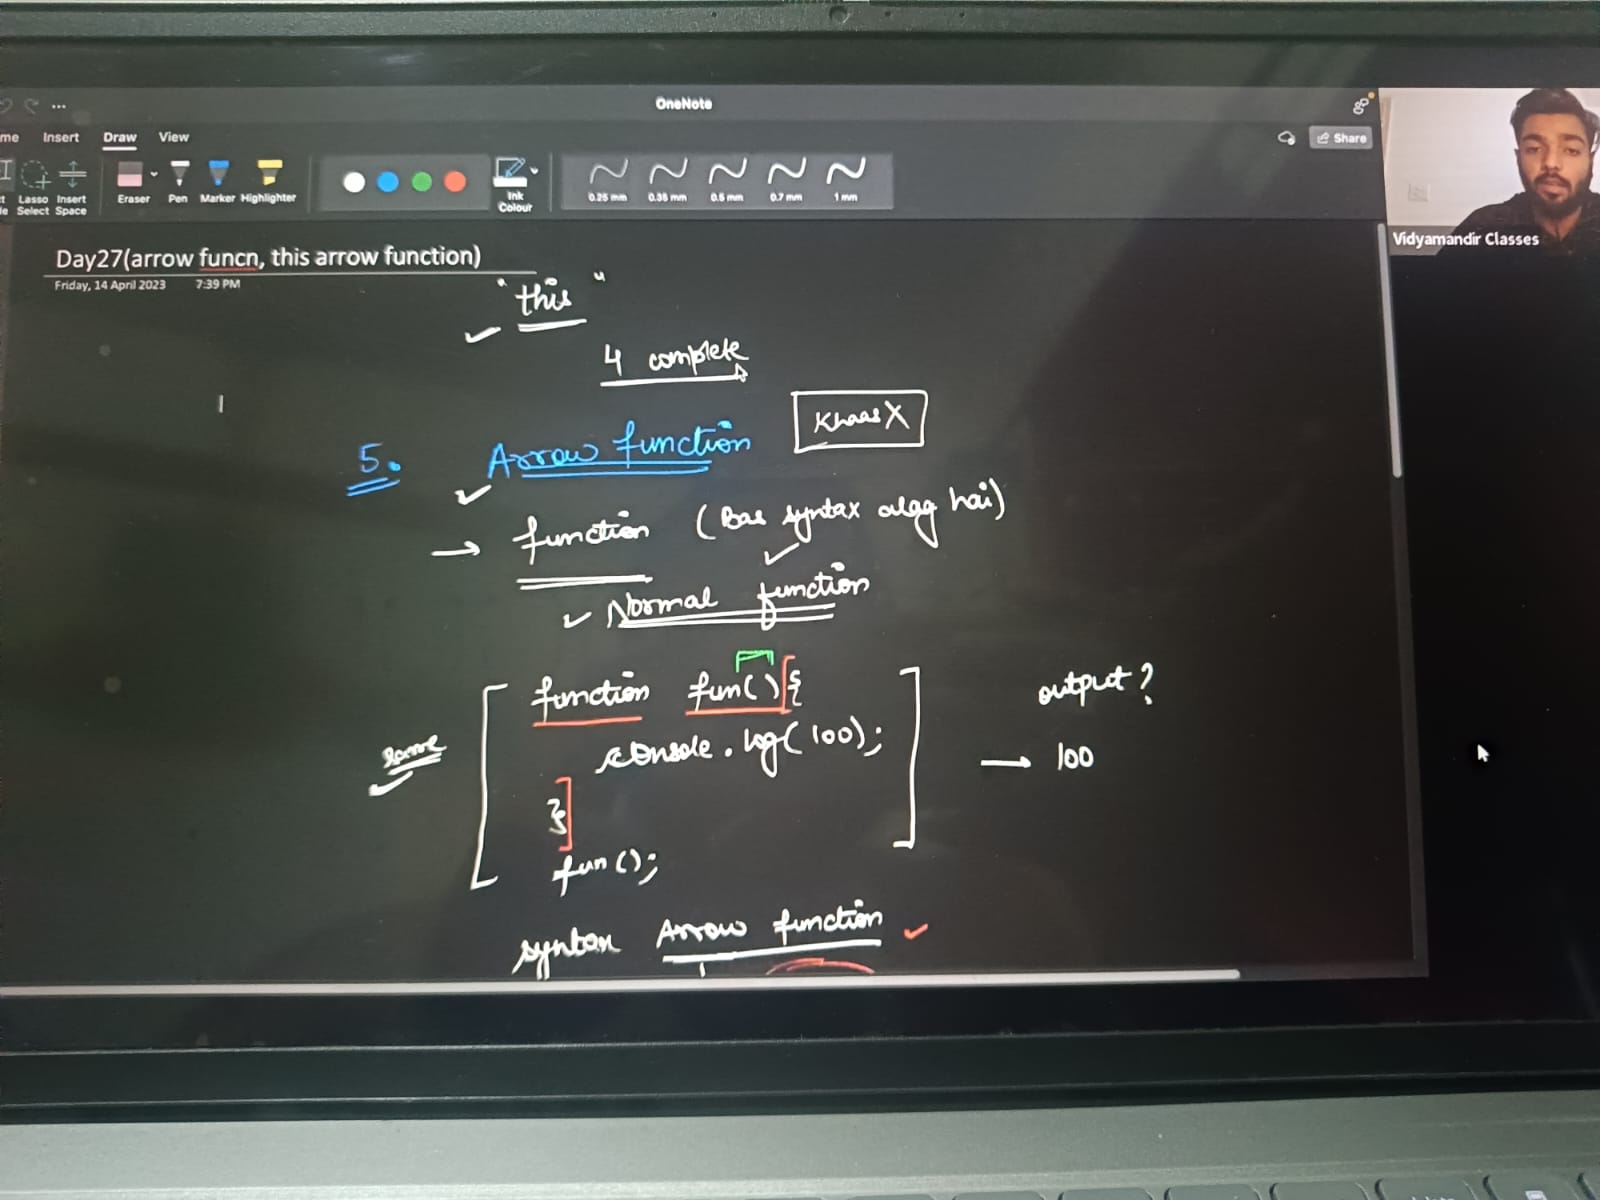 OneNote
me Insert Draw View
Share
Lasso Select
Insert Space
Eraser
Pen
Marker
Highlighter
Ink Colour
0.25 mm
0.35 mm
0.5 mm
0.7 mm
1 mm
Vidyamandir Classes
Day27(arrow funcn, this arrow function)
Friday, 14 April 2023 7:39 PM
"this"
4 complete
5. Arrow function
Khaas X
→ function (Bas syntax alag hai)
Normal function
function fun() {
console.log(100);
}
fun();
same
output?
→ 100
syntax Arrow function